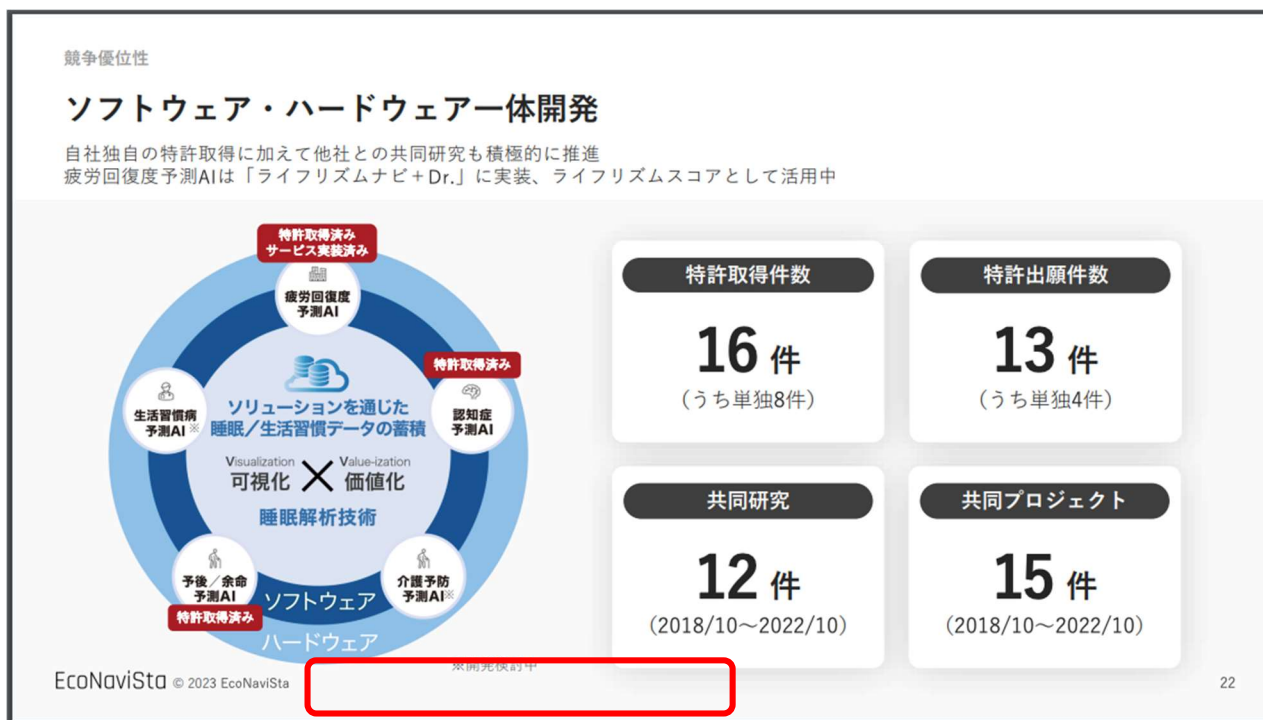 競争優位性
ソフトウェア・ハードウェア一体開発
自社独自の特許取得に加えて他社との共同研究も積極的に推進
疲労回復度予測AIは「ライフリズムナビ+Dr.」に実装、ライフリズムスコアとして活用中
特許取得済み
サービス実装済み
疲労回復度
予測AI
特許取得済み
認知症
予測AI
生活習慣病
予測AI※
ソリューションを通じた
睡眠／生活習慣データの蓄積
Visualization
可視化
×
Value-ization
価値化
睡眠解析技術
予後／余命
予測AI
特許取得済み
介護予防
予測AI※
ソフトウェア
ハードウェア
※開発検討中
特許取得件数
16 件
（うち単独8件）
特許出願件数
13 件
（うち単独4件）
共同研究
12 件
（2018/10～2022/10）
共同プロジェクト
15 件
（2018/10～2022/10）
EcoNaviSta © 2023 EcoNaviSta
22